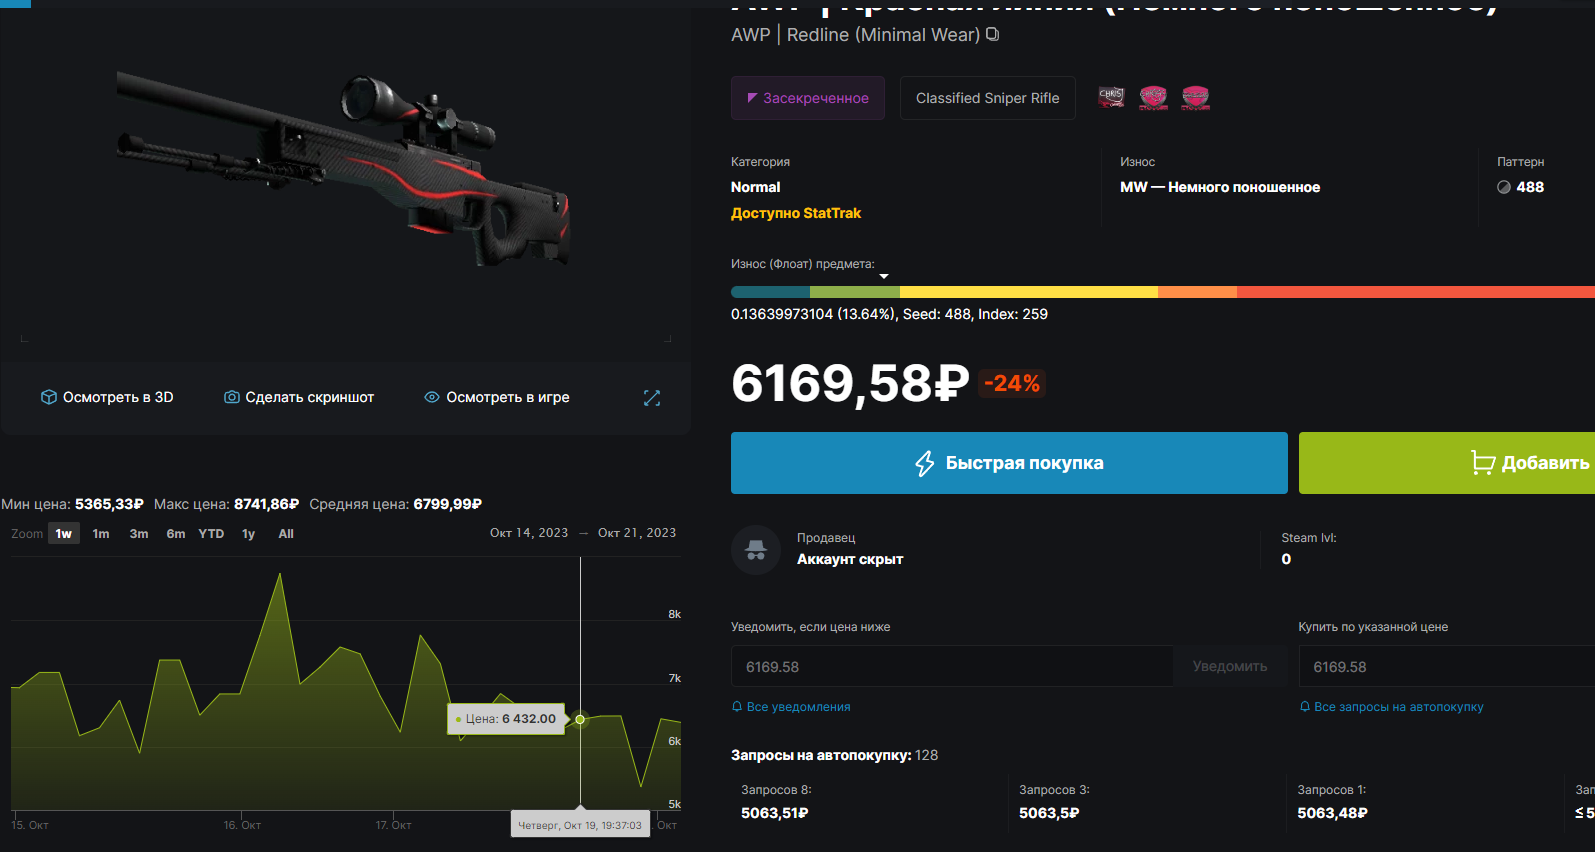 AWP | Красная линия (Немного поношенное)
AWP | Redline (Minimal Wear)
Засекреченное
Classified Sniper Rifle
Категория
Normal
Доступно StatTrak
Износ
MW — Немного поношенное
Паттерн
488
Износ (Флоат) предмета:
0.13639973104 (13.64%), Seed: 488, Index: 259
6169,58₽ -24%
Быстрая покупка
Добавить
Осмотреть в 3D
Сделать скриншот
Осмотреть в игре
Мин цена: 5365,33₽ Макс цена: 8741,86₽ Средняя цена: 6799,99₽
Zoom 1w 1m 3m 6m YTD 1y All
Окт 14, 2023 → Окт 21, 2023
8k
7k
Цена: 6 432.00
6k
5k
15. Окт 16. Окт 17. Окт . Окт
Четверг, Окт 19, 19:37:03
Продавец
Аккаунт скрыт
Steam lvl:
0
Уведомить, если цена ниже
6169.58
Уведомить
Все уведомления
Купить по указанной цене
6169.58
Все запросы на автопокупку
Запросы на автопокупку: 128
Запросов 8:
5063,51₽
Запросов 3:
5063,5₽
Запросов 1:
5063,48₽
Зап
≤ 5